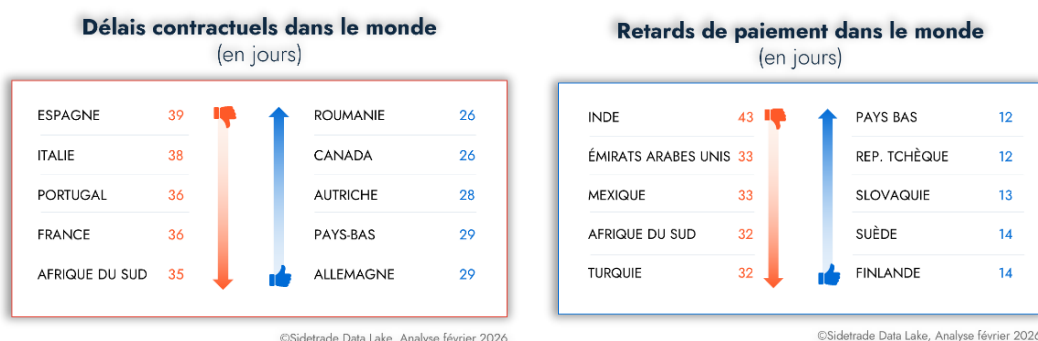 Délais contractuels dans le monde
(en jours)
ESPAGNE 39 ROUMANIE 26
ITALIE 38 CANADA 26
PORTUGAL 36 AUTRICHE 28
FRANCE 36 PAYS-BAS 29
AFRIQUE DU SUD 35 ALLEMAGNE 29
©Sidetrade Data Lake, Analyse février 2026
Retards de paiement dans le monde
(en jours)
INDE 43 PAYS BAS 12
ÉMIRATS ARABES UNIS 33 REP. TCHÈQUE 12
MEXIQUE 33 SLOVAQUIE 13
AFRIQUE DU SUD 32 SUÈDE 14
TURQUIE 32 FINLANDE 14
©Sidetrade Data Lake, Analyse février 2026